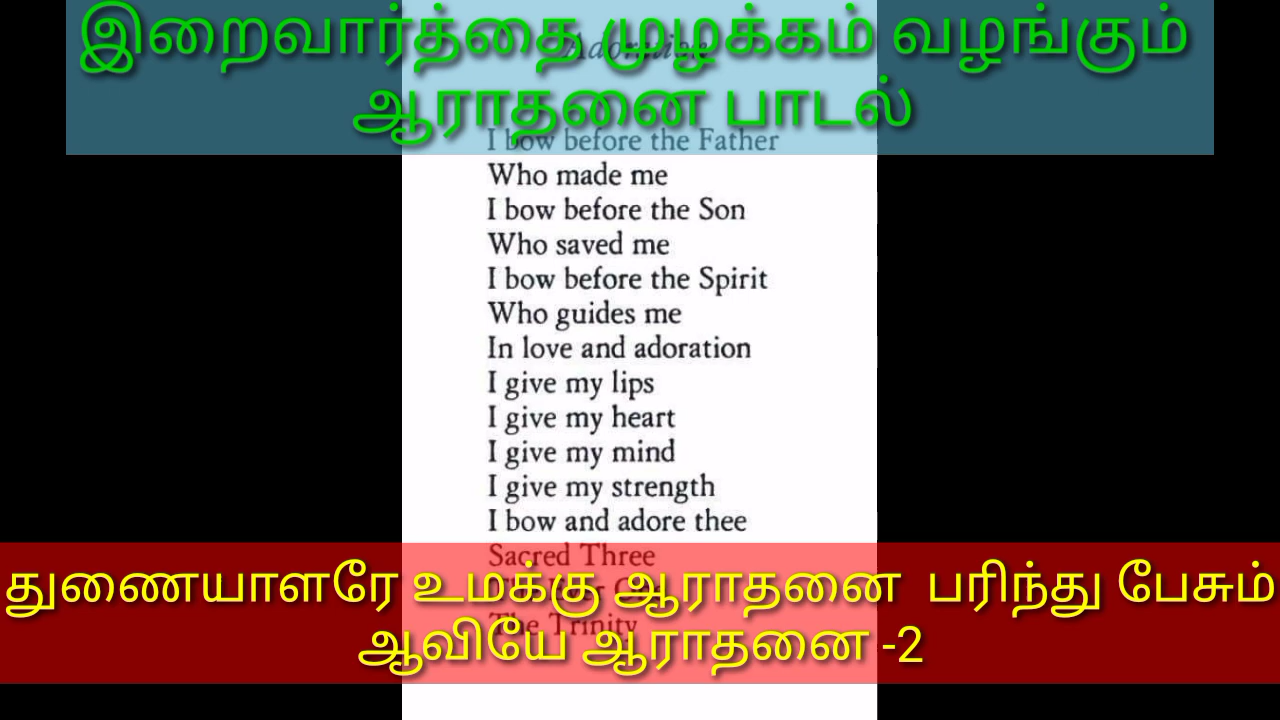 இறைவார்த்தை முழக்கம் வழங்கும்
ஆராதனை பாடல்
Adoration
I bow before the Father
Who made me
I bow before the Son
Who saved me
I bow before the Spirit
Who guides me
In love and adoration
I give my lips
I give my heart
I give my mind
I give my strength
I bow and adore thee
Sacred Three
The Trinity
துணையாளரே உமக்கு ஆராதனை பரிந்து பேசும்
ஆவியே ஆராதனை -2